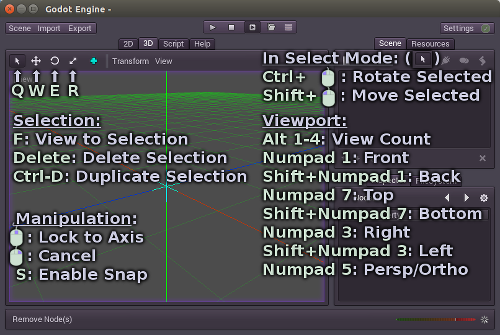 Godot Engine -
Scene Import Export
Settings
2D 3D Script Help
Scene Resources
Transform View
Q W E R
In Select Mode: ( )
Ctrl+ : Rotate Selected
Shift+ : Move Selected
Selection:
F: View to Selection
Delete: Delete Selection
Ctrl-D: Duplicate Selection
Viewport:
Alt 1-4: View Count
Numpad 1: Front
Shift+Numpad 1: Back
Numpad 7: Top
Shift+Numpad 7: Bottom
Numpad 3: Right
Shift+Numpad 3: Left
Numpad 5: Persp/Ortho
Manipulation:
: Lock to Axis
: Cancel
S: Enable Snap
Remove Node(s)